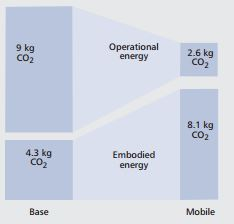 9 kg
CO₂
Operational
energy
2.6 kg
CO₂
4.3 kg
CO₂
Embodied
energy
8.1 kg
CO₂
Base
Mobile